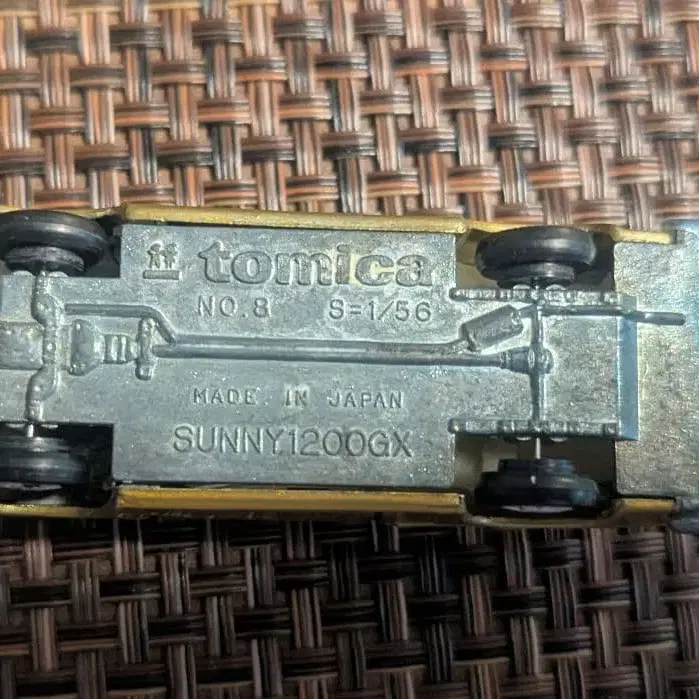 tomica
NO.8 S=1/56
MADE IN JAPAN
SUNNY1200GX